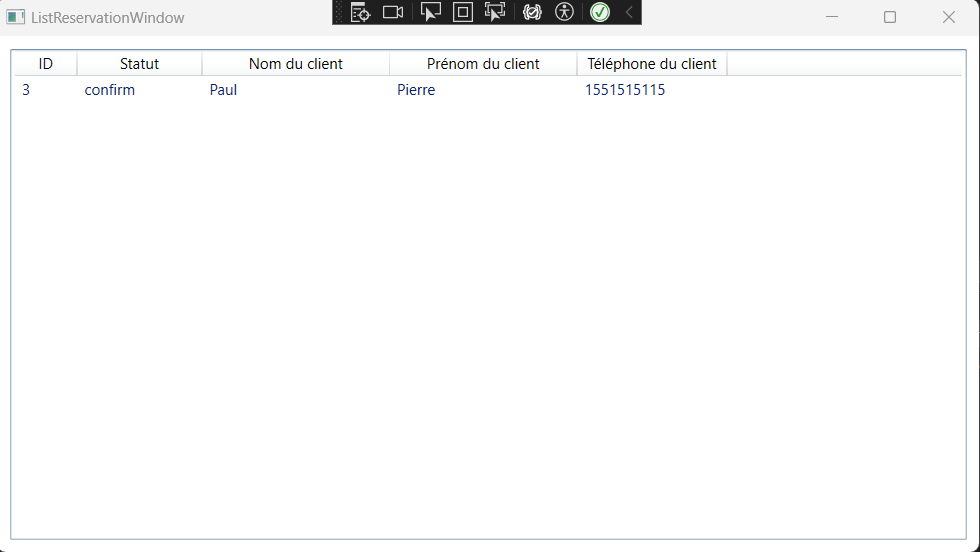 ListReservationWindow
ID Statut Nom du client Prénom du client Téléphone du client
3 confirm Paul Pierre 1551515115